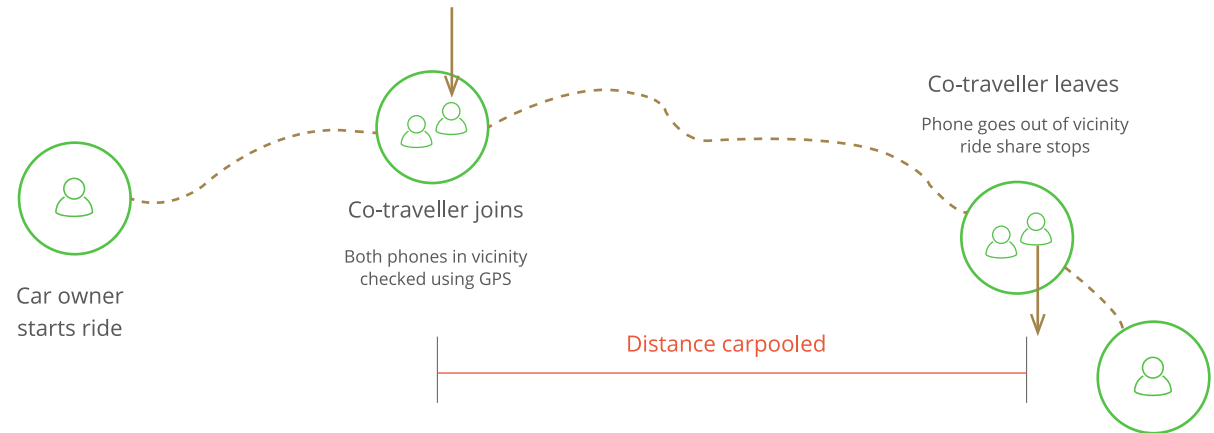 Car owner
starts ride
Co-traveller joins
Both phones in vicinity
checked using GPS
Distance carpooled
Co-traveller leaves
Phone goes out of vicinity
ride share stops